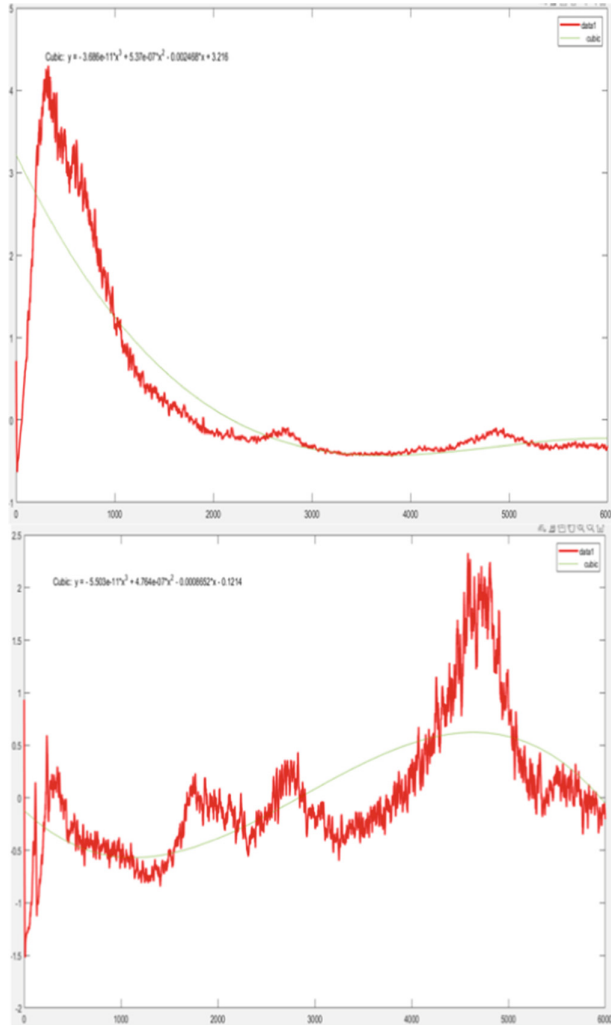 5
data1
cubic
Cubic: y = - 3.686e-11*x^3 + 5.37e-07*x^2 - 0.002468*x + 3.216
4
3
2
1
0
-1
0 1000 2000 3000 4000 5000 600
2.5
data1
cubic
Cubic: y = - 5.503e-11*x^3 + 4.764e-07*x^2 - 0.0008652*x - 0.1214
2
1.5
1
0.5
0
-0.5
-1
-1.5
-2
0 1000 2000 3000 4000 5000 6000